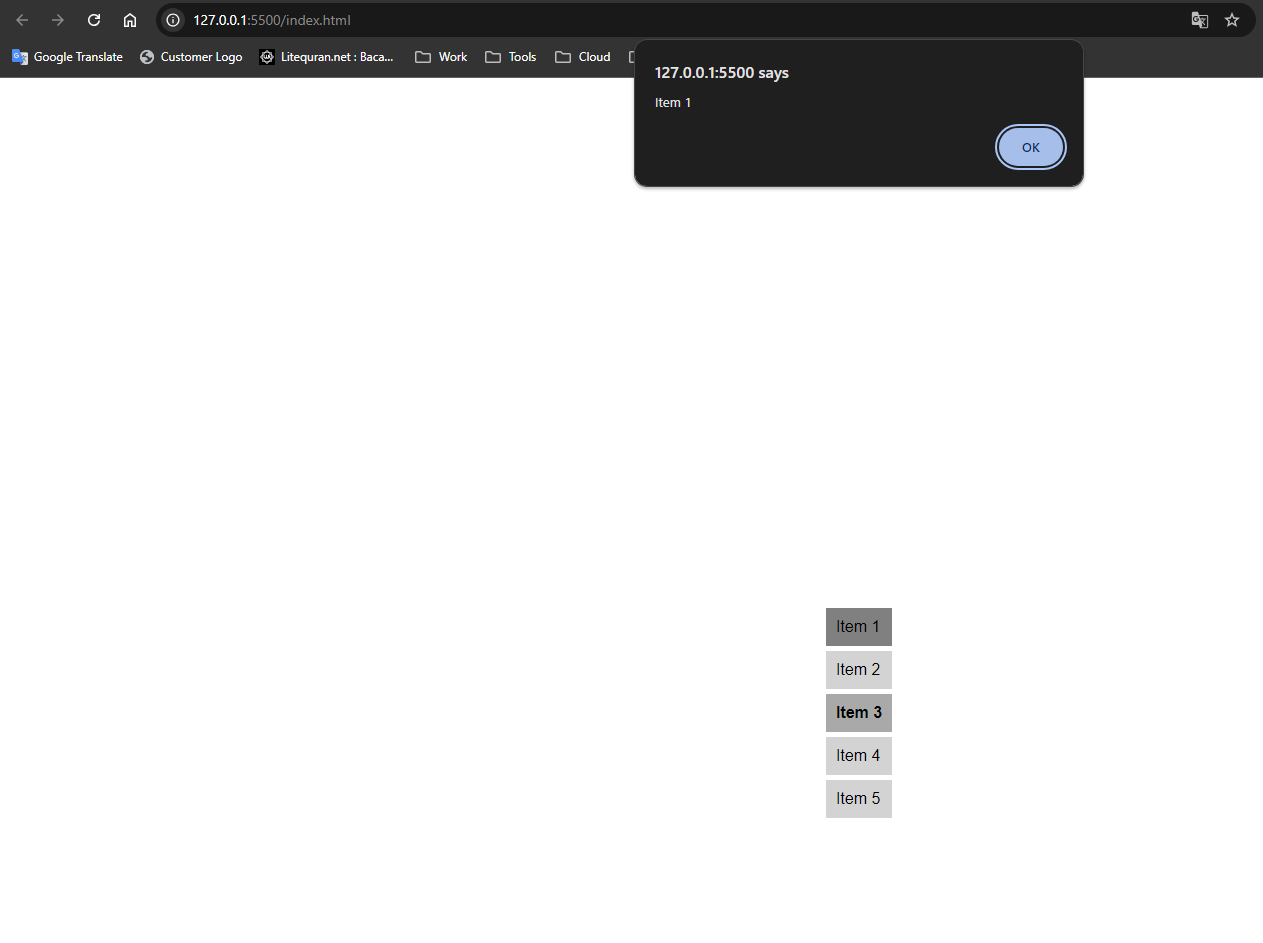 127.0.0.1:5500/index.html
Google Translate Customer Logo Litequran.net : Baca... Work Tools Cloud
127.0.0.1:5500 says
Item 1
OK
Item 1
Item 2
Item 3
Item 4
Item 5